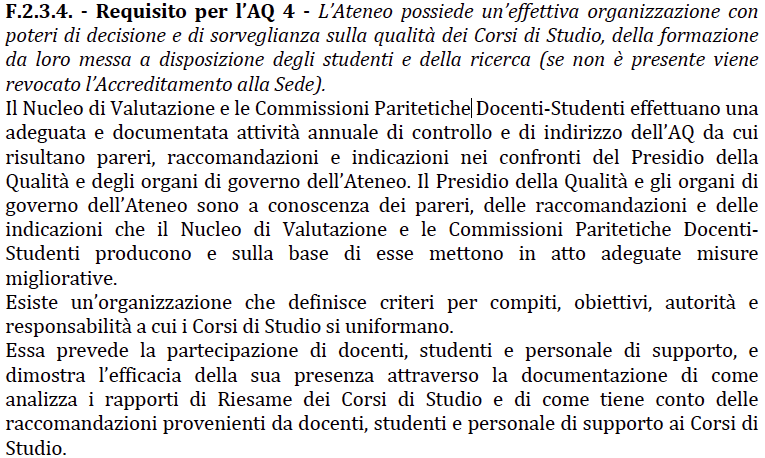 F.2.3.4. - Requisito per l’AQ 4 - L’Ateneo possiede un’effettiva organizzazione con
poteri di decisione e di sorveglianza sulla qualità dei Corsi di Studio, della formazione
da loro messa a disposizione degli studenti e della ricerca (se non è presente viene
revocato l’Accreditamento alla Sede).
Il Nucleo di Valutazione e le Commissioni Paritetiche Docenti-Studenti effettuano una
adeguata e documentata attività annuale di controllo e di indirizzo dell’AQ da cui
risultano pareri, raccomandazioni e indicazioni nei confronti del Presidio della
Qualità e degli organi di governo dell’Ateneo. Il Presidio della Qualità e gli organi di
governo dell’Ateneo sono a conoscenza dei pareri, delle raccomandazioni e delle
indicazioni che il Nucleo di Valutazione e le Commissioni Paritetiche Docenti-
Studenti producono e sulla base di esse mettono in atto adeguate misure
migliorative.
Esiste un’organizzazione che definisce criteri per compiti, obiettivi, autorità e
responsabilità a cui i Corsi di Studio si uniformano.
Essa prevede la partecipazione di docenti, studenti e personale di supporto, e
dimostra l’efficacia della sua presenza attraverso la documentazione di come
analizza i rapporti di Riesame dei Corsi di Studio e di come tiene conto delle
raccomandazioni provenienti da docenti, studenti e personale di supporto ai Corsi di
Studio.